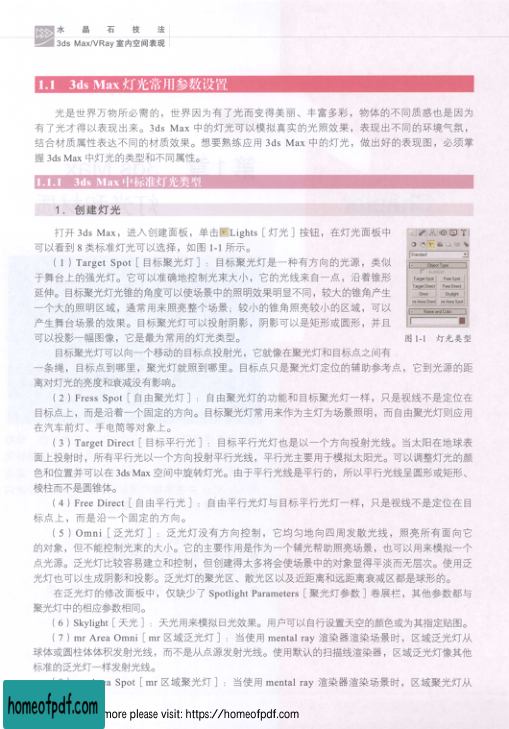 水 晶 石 技 法
3ds Max/VRay 室内空间表现
1.1 3ds Max 灯光常用参数设置
光是世界万物所必需的，世界因为有了光而变得美丽、丰富多彩，物体的不同质感也是因为
有了光才得以表现出来。3ds Max 中的灯光可以模拟真实的光照效果，表现出不同的环境气氛，
结合材质属性表达不同的材质效果。想要熟练应用 3ds Max 中的灯光，做出好的表现图，必须掌
握 3ds Max 中灯光的类型和不同属性。
1.1.1 3ds Max 中标准灯光类型
1. 创建灯光
打开 3ds Max，进入创建面板，单击 Lights［灯光］按钮，在灯光面板中
可以看到 8 类标准灯光可以选择，如图 1-1 所示。
（1）Target Spot［目标聚光灯］：目标聚光灯是一种有方向的光源，类似
于舞台上的强光灯。它可以准确地控制光束大小，它的光线来自一点，沿着锥形
延伸。目标聚光灯光锥的角度可以使场景中的照明效果明显不同，较大的锥角产生
一个大的照明区域，通常用来照亮整个场景；较小的锥角照亮较小的区域，可以
产生舞台场景的效果。目标聚光灯可以投射阴影，阴影可以是矩形或圆形，并且
可以投影一幅图像，它是最为常用的灯光类型。
Standard
Object Type
Target Spot Free Spot
Target Direct Free Direct
Omni Skylight
mr Area Omni mr Area Spot
Name and Color
图 1-1 灯光类型
目标聚光灯可以向一个移动的目标点投射光，它就像在聚光灯和目标点之间有
一条绳，目标点到哪里，聚光灯就照到哪里。目标点只是聚光灯定位的辅助参考点，它到光源的距
离对灯光的亮度和衰减没有影响。
（2）Fress Spot［自由聚光灯］：自由聚光灯的功能和目标聚光灯一样，只是视线不是定位在
目标点上，而是沿着一个固定的方向。目标聚光灯常用来作为主灯为场景照明，而自由聚光灯则应用
在汽车前灯、手电筒等对象上。
（3）Target Direct［目标平行光］：目标平行光灯也是以一个方向投射光线。当太阳在地球表
面上投射时，所有平行光以一个方向投射平行光线，平行光主要用于模拟太阳光。可以调整灯光的颜
色和位置并可以在 3ds Max 空间中旋转灯光。由于平行光线是平行的，所以平行光线呈圆形或矩形、
棱柱而不是圆锥体。
（4）Free Direct［自由平行光］：自由平行光灯与目标平行光灯一样，只是视线不是定位在目
标点上，而是沿一个固定的方向。
（5）Omni［泛光灯］：泛光灯没有方向控制，它均匀地向四周发散光线，照亮所有面向它
的对象，但不能控制光束的大小。它的主要作用是作为一个辅光帮助照亮场景，也可以用来模拟一个
点光源。泛光灯比较容易建立和控制，但创建得太多将会使场景中的对象显得平淡而无层次。使用泛
光灯也可以生成阴影和投影。泛光灯的聚光区、散光区以及近距离和远距离衰减区都是球形的。
在泛光灯的修改面板中，仅缺少了 Spotlight Parameters［聚光灯参数］卷展栏，其他参数都与
聚光灯中的相应参数相同。
（6）Skylight［天光］：天光用来模拟日光效果。用户可以自行设置天空的颜色或为其指定贴图。
（7）mr Area Omni［mr 区域泛光灯］：当使用 mental ray 渲染器渲染场景时，区域泛光灯从
球体或圆柱体体积发射光线，而不是从点源发射光线。使用默认的扫描线渲染器，区域泛光灯像其他
标准的泛光灯一样发射光线。
Spot［mr 区域聚光灯］：当使用 mental ray 渲染器渲染场景时，区域聚光灯从
homeofpdf.com
more please visit: https://homeofpdf.com